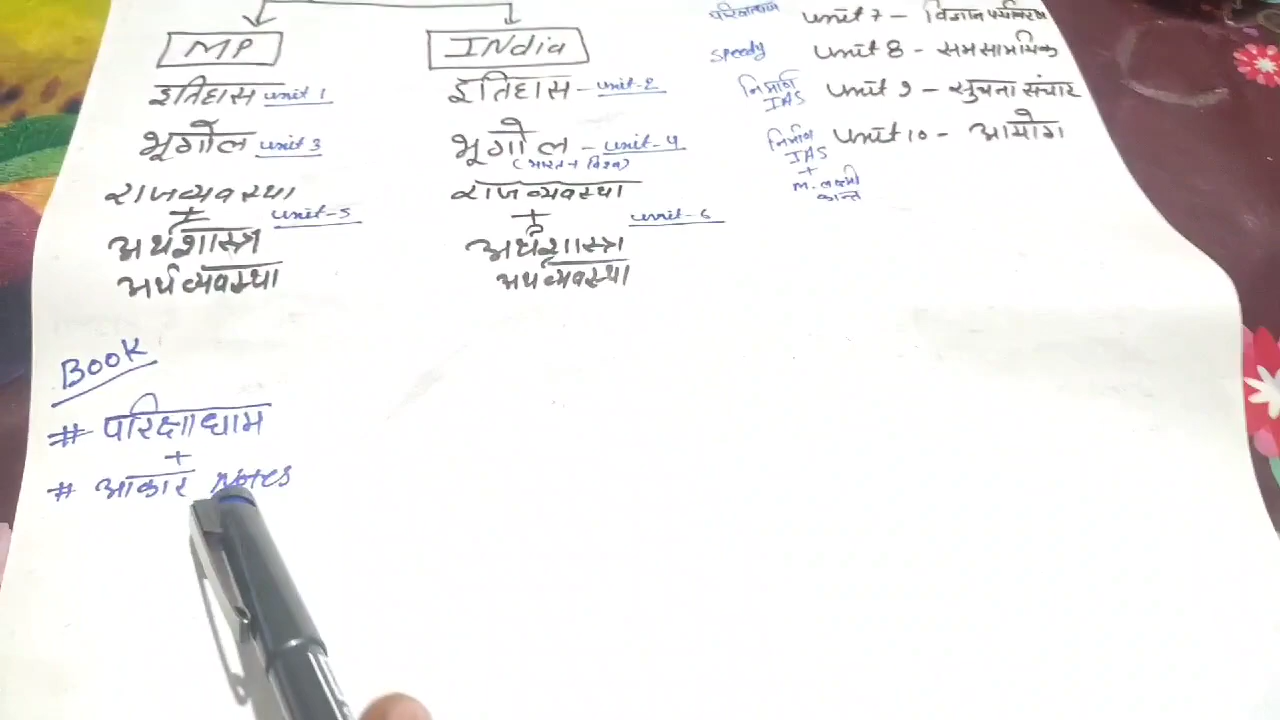 MP
इतिहास unit 1
भूगोल unit 3
राजव्यवस्था
+
unit-5
अर्थशास्त्र
अर्थव्यवस्था
INdia
इतिहास - unit-2
भूगोल - unit-4
(भारत + विश्व)
राजव्यवस्था
+
unit-6
अर्थशास्त्र
अर्थव्यवस्था
unit 7 - विज्ञान पर्यावरण
speedy unit 8 - समसामयिक
निर्माण IAS unit 9 - सुचना संचार
निर्माण IAS unit 10 - आयोग
+
M. लक्ष्मी
कान्त
Book
# परिक्षाधाम
+
# आकार Notes